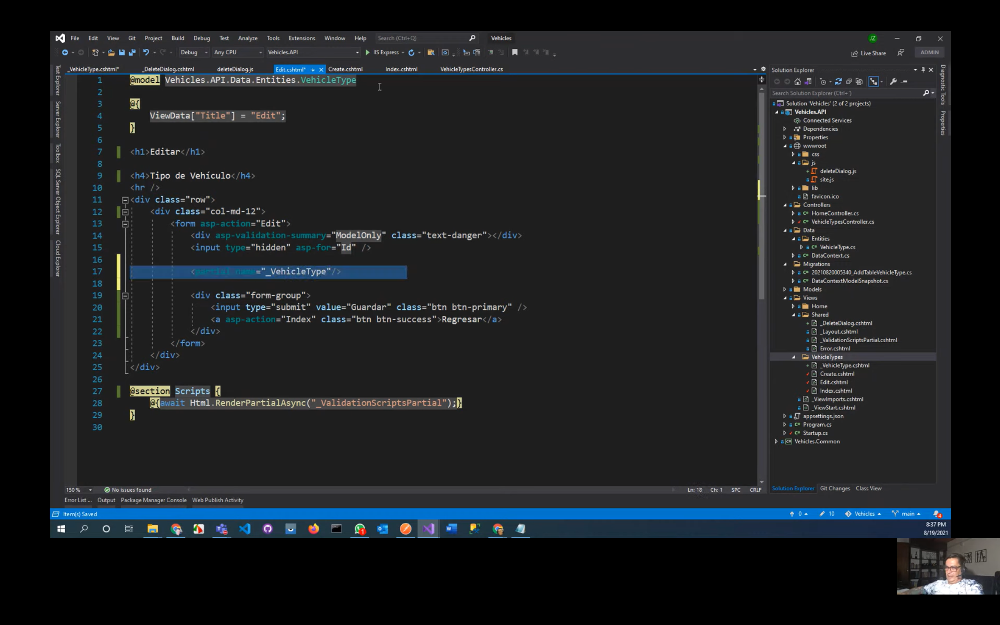 File Edit View Git Project Build Debug Test Analyze Tools Extensions Window Help Search (Ctrl+Q) Vehicles JZ
Debug Any CPU Vehicles.API IIS Express Live Share ADMIN
_VehicleType.cshtml* _DeleteDialog.cshtml deleteDialog.js Edit.cshtml* Create.cshtml Index.cshtml VehicleTypesController.cs
Test Explorer
Server Explorer
Toolbox
SQL Server Object Explorer
Cloud Explorer
1 @model Vehicles.API.Data.Entities.VehicleType
2
3 @{
4 ViewData["Title"] = "Edit";
5 }
6
7 <h1>Editar</h1>
8
9 <h4>Tipo de Vehículo</h4>
10 <hr />
11 <div class="row">
12 <div class="col-md-12">
13 <form asp-action="Edit">
14 <div asp-validation-summary="ModelOnly" class="text-danger"></div>
15 <input type="hidden" asp-for="Id" />
16
17 <partial name="_VehicleType"/>
18
19 <div class="form-group">
20 <input type="submit" value="Guardar" class="btn btn-primary" />
21 <a asp-action="Index" class="btn btn-success">Regresar</a>
22 </div>
23 </form>
24 </div>
25 </div>
26
27 @section Scripts {
28 @{await Html.RenderPartialAsync("_ValidationScriptsPartial");}
29 }
30
150 % No issues found Ln: 18 Ch: 1 SPC CRLF
Error List ... Output Package Manager Console Web Publish Activity
Solution Explorer
Search Solution Explorer (Ctrl+´)
Solution 'Vehicles' (2 of 2 projects)
Vehicles.API
Connected Services
Dependencies
Properties
wwwroot
css
js
deleteDialog.js
site.js
lib
favicon.ico
Controllers
HomeController.cs
VehicleTypesController.cs
Data
Entities
VehicleType.cs
DataContext.cs
Migrations
20210820005340_AddTableVehicleType.cs
DataContextModelSnapshot.cs
Models
Views
Home
Shared
_DeleteDialog.cshtml
_Layout.cshtml
_ValidationScriptsPartial.cshtml
Error.cshtml
VehicleTypes
_VehicleType.cshtml
Create.cshtml
Edit.cshtml
Index.cshtml
_ViewImports.cshtml
_ViewStart.cshtml
appsettings.json
Program.cs
Startup.cs
Vehicles.Common
Solution Explorer Git Changes Class View
Diagnostic Tools
Properties
Item(s) Saved 0 10 Vehicles main 4
8:37 PM
8/19/2021